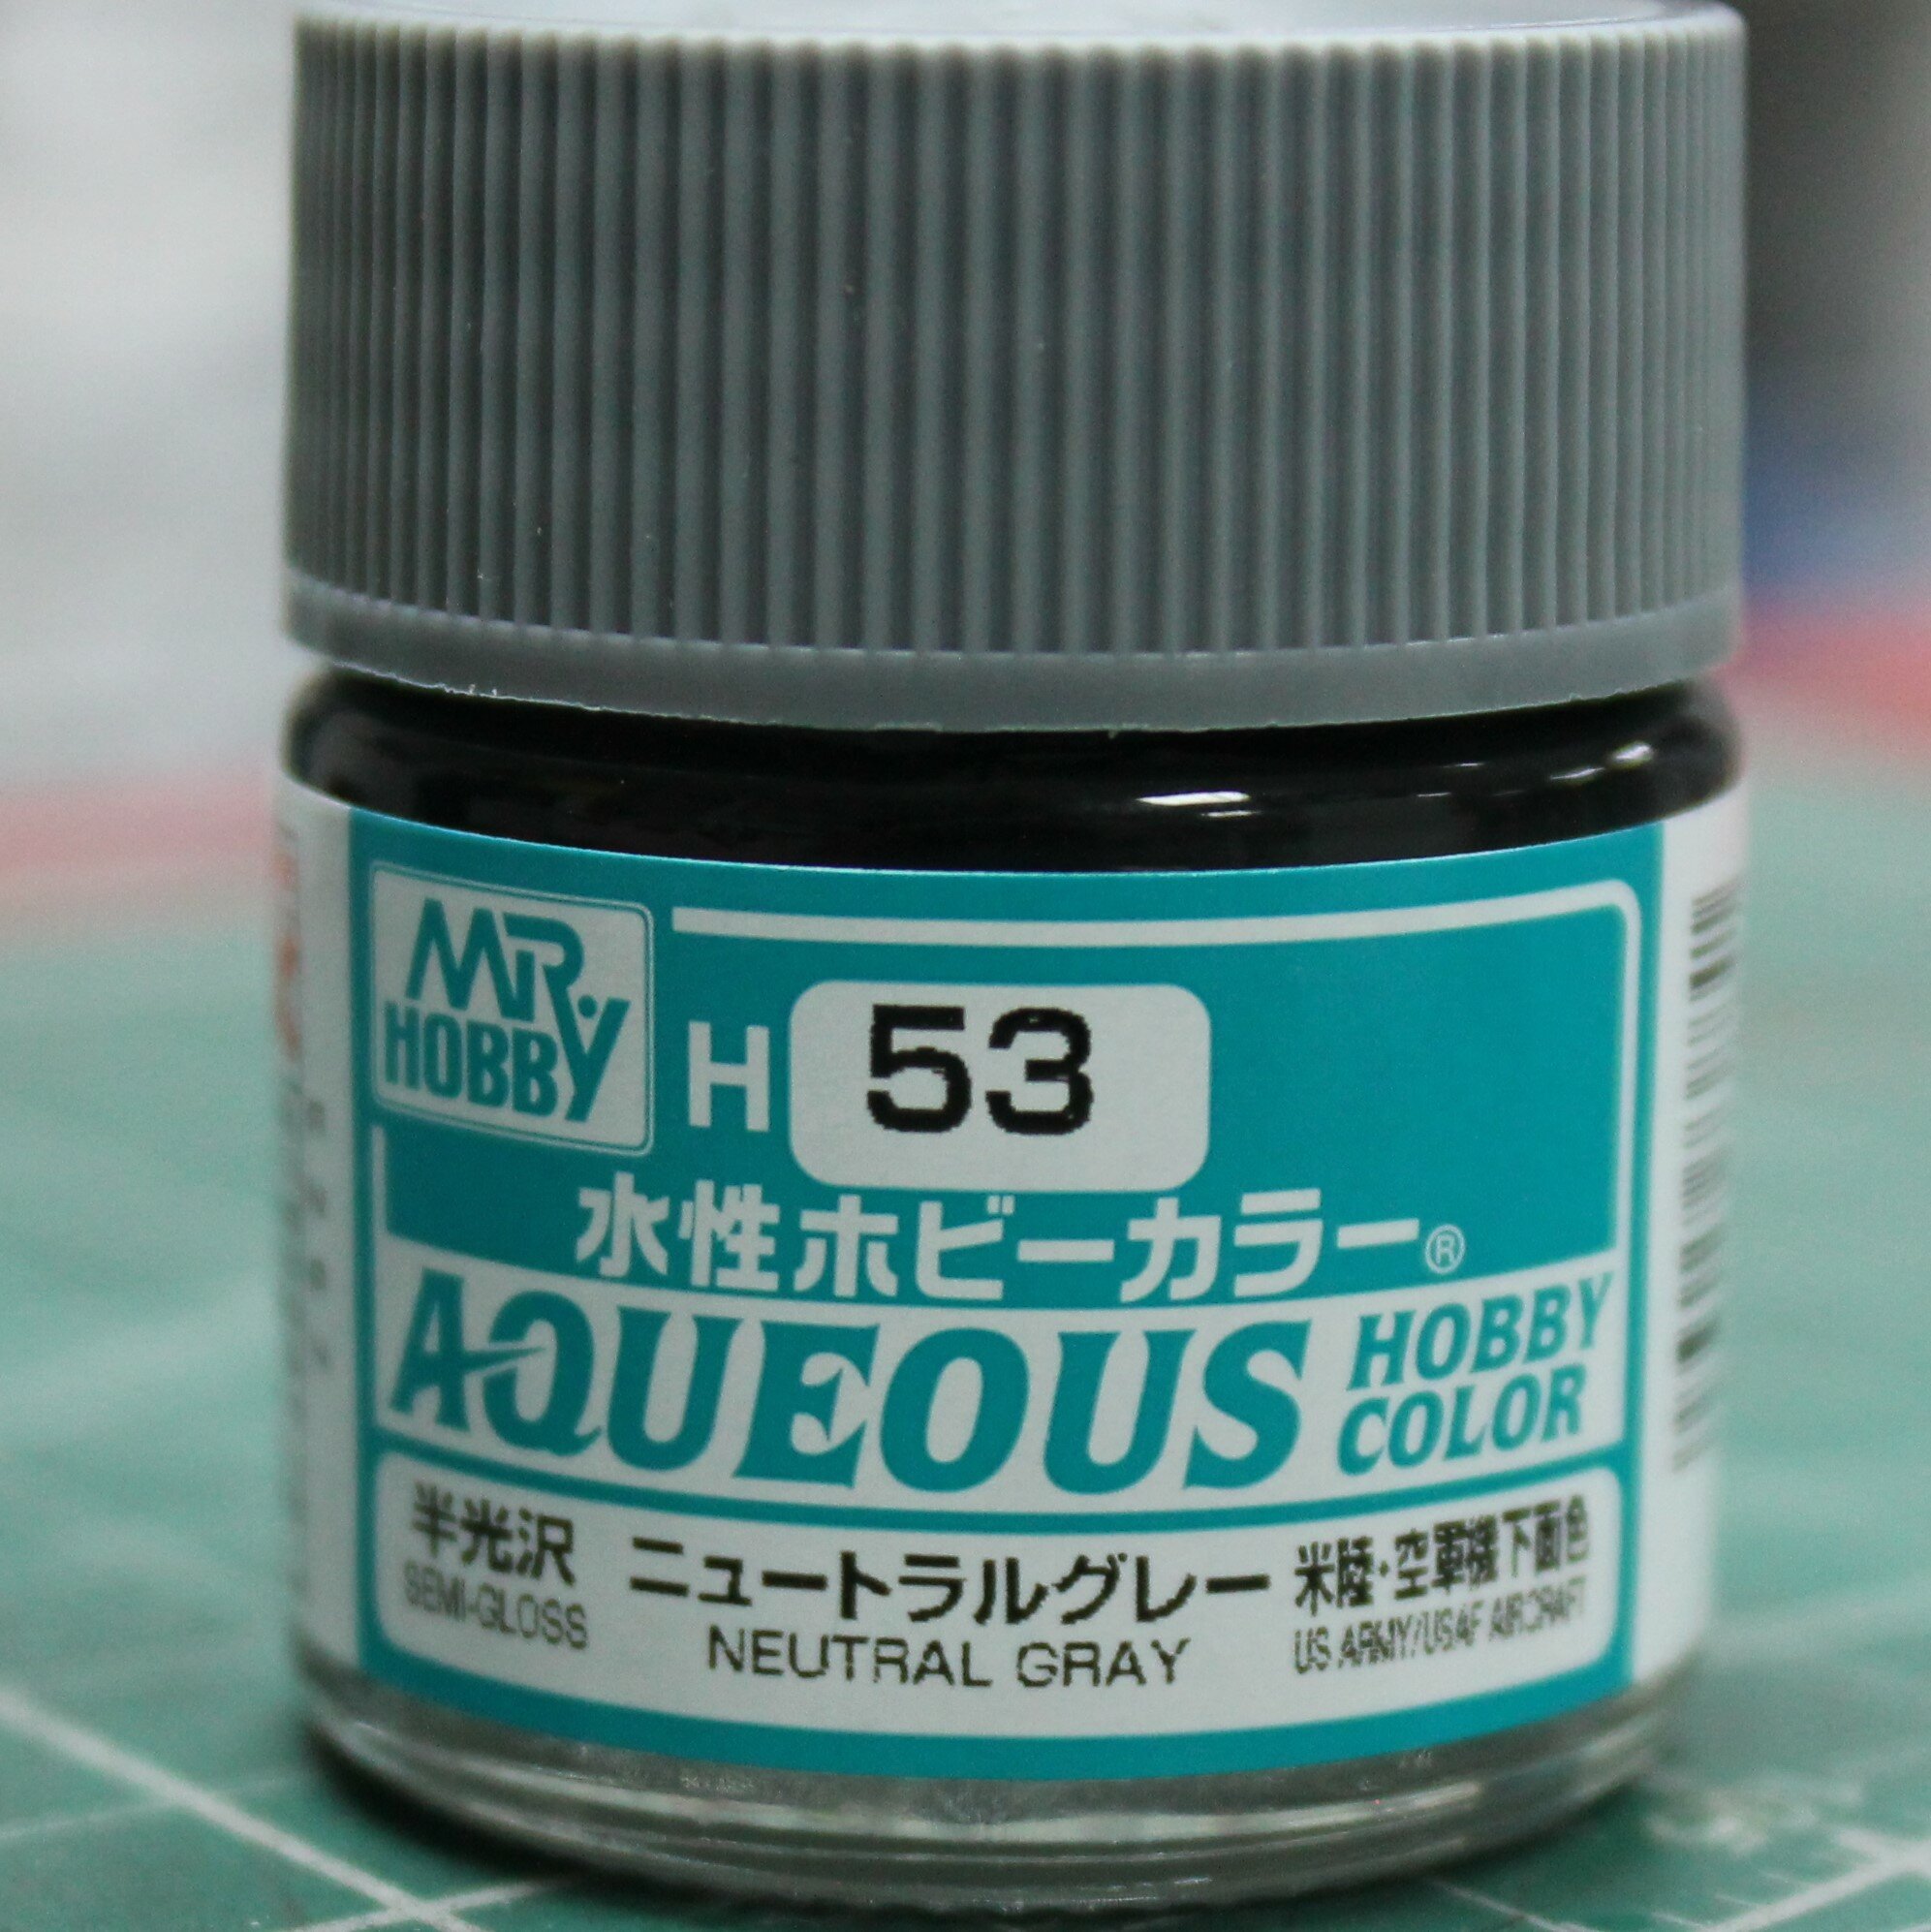 MR.
HOBBY
H 53
水性ホビーカラー®
AQUEOUS HOBBY
COLOR
半光沢 ニュートラルグレー 米陸・空軍機下面色
SEMI-GLOSS NEUTRAL GRAY US ARMY/USAF AIRCRAFT